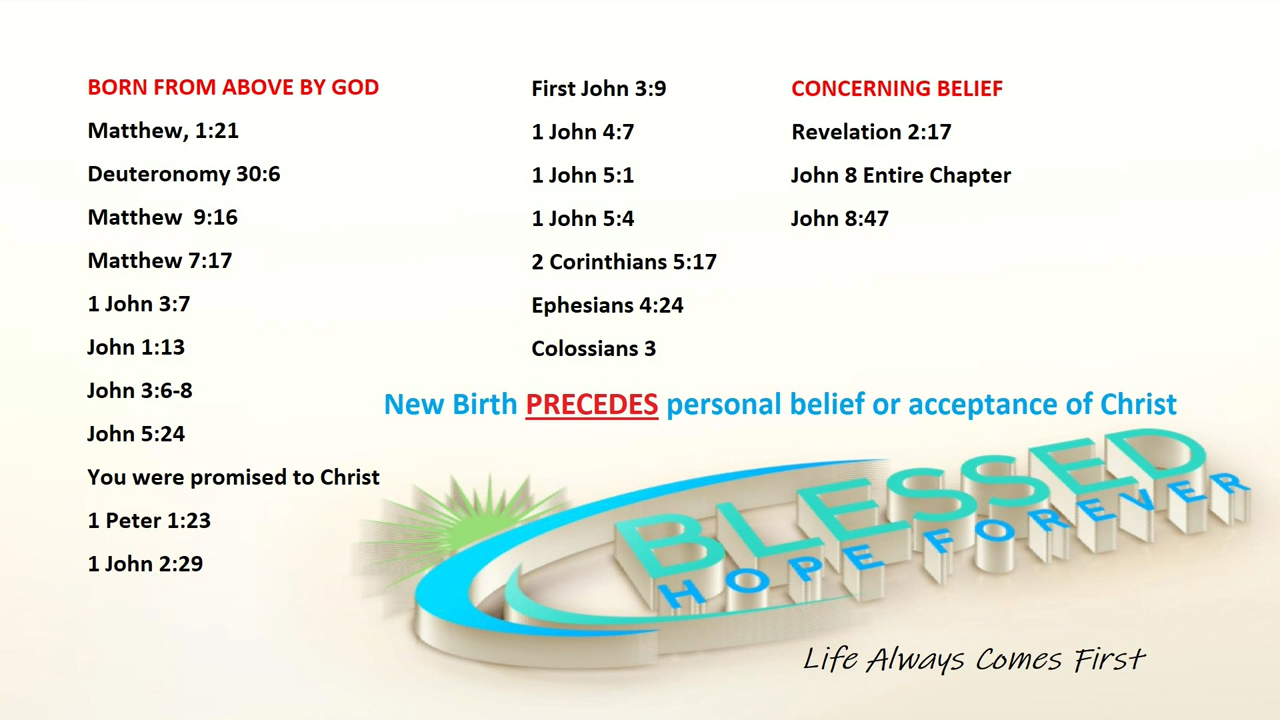 BORN FROM ABOVE BY GOD
Matthew, 1:21
Deuteronomy 30:6
Matthew  9:16
Matthew 7:17
1 John 3:7
John 1:13
John 3:6-8
John 5:24
You were promised to Christ
1 Peter 1:23
1 John 2:29
First John 3:9
1 John 4:7
1 John 5:1
1 John 5:4
2 Corinthians 5:17
Ephesians 4:24
Colossians 3
CONCERNING BELIEF
Revelation 2:17
John 8 Entire Chapter
John 8:47
New Birth PRECEDES personal belief or acceptance of Christ
BLESSED
HOPE FOREVER
Life Always Comes First